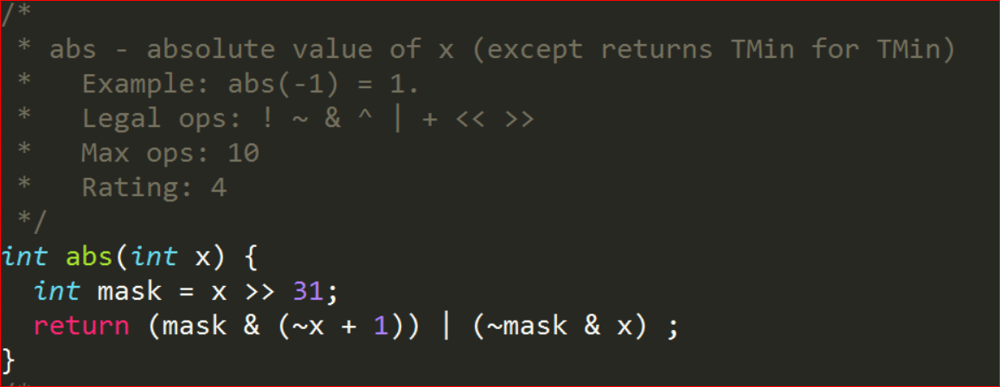 /*
 * abs - absolute value of x (except returns TMin for TMin)
 *   Example: abs(-1) = 1.
 *   Legal ops: ! ~ & ^ | + << >>
 *   Max ops: 10
 *   Rating: 4
 */
int abs(int x) {
  int mask = x >> 31;
  return (mask & (~x + 1)) | (~mask & x) ;
}